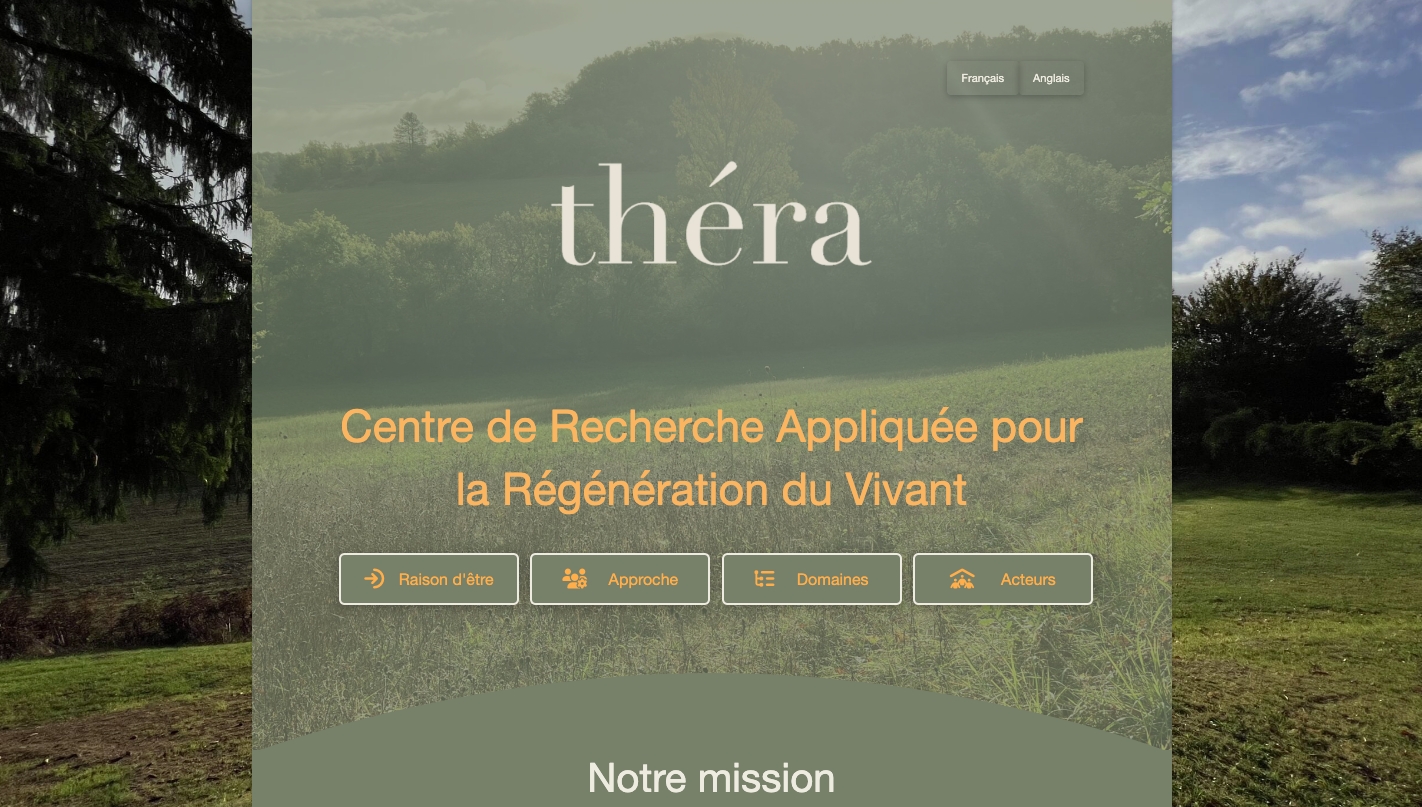 Français Anglais
théra
Centre de Recherche Appliquée pour
la Régénération du Vivant
Raison d'être Approche Domaines Acteurs
Notre mission